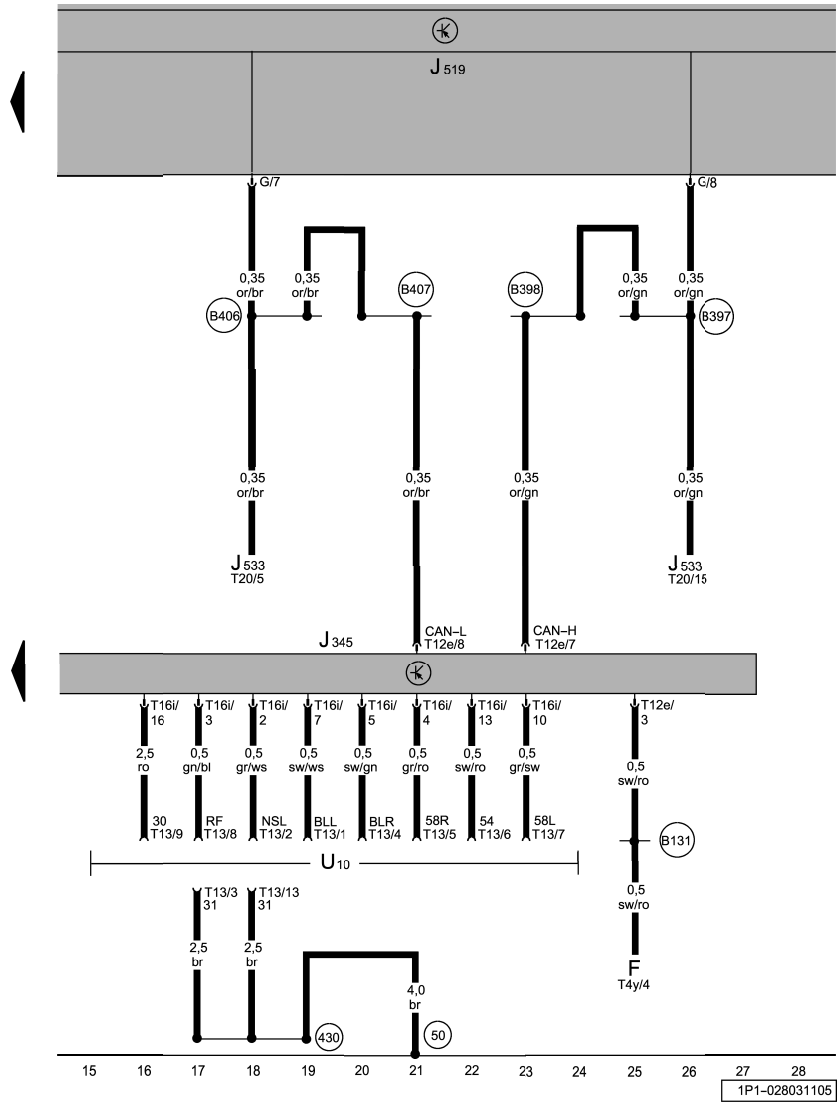 J 519
G/7
G/8
0,35
or/br
0,35
or/br
0,35
or/gn
0,35
or/gn
B406
B407
B398
B397
0,35
or/br
0,35
or/br
0,35
or/gn
0,35
or/gn
J 533
T20/5
J 533
T20/15
J 345
CAN-L
T12e/8
CAN-H
T12e/7
T16i/
16
T16i/
3
T16i/
2
T16i/
7
T16i/
5
T16i/
4
T16i/
13
T16i/
10
T12e/
3
2,5
ro
0,5
gn/bl
0,5
gr/ws
0,5
sw/ws
0,5
sw/gn
0,5
gr/ro
0,5
sw/ro
0,5
gr/sw
0,5
sw/ro
30
T13/9
RF
T13/8
NSL
T13/2
BLL
T13/1
BLR
T13/4
58R
T13/5
54
T13/6
58L
T13/7
B131
U10
T13/3
31
T13/13
31
0,5
sw/ro
2,5
br
2,5
br
4,0
br
F
T4y/4
430
50
15 16 17 18 19 20 21 22 23 24 25 26 27 28
1P1-028031105